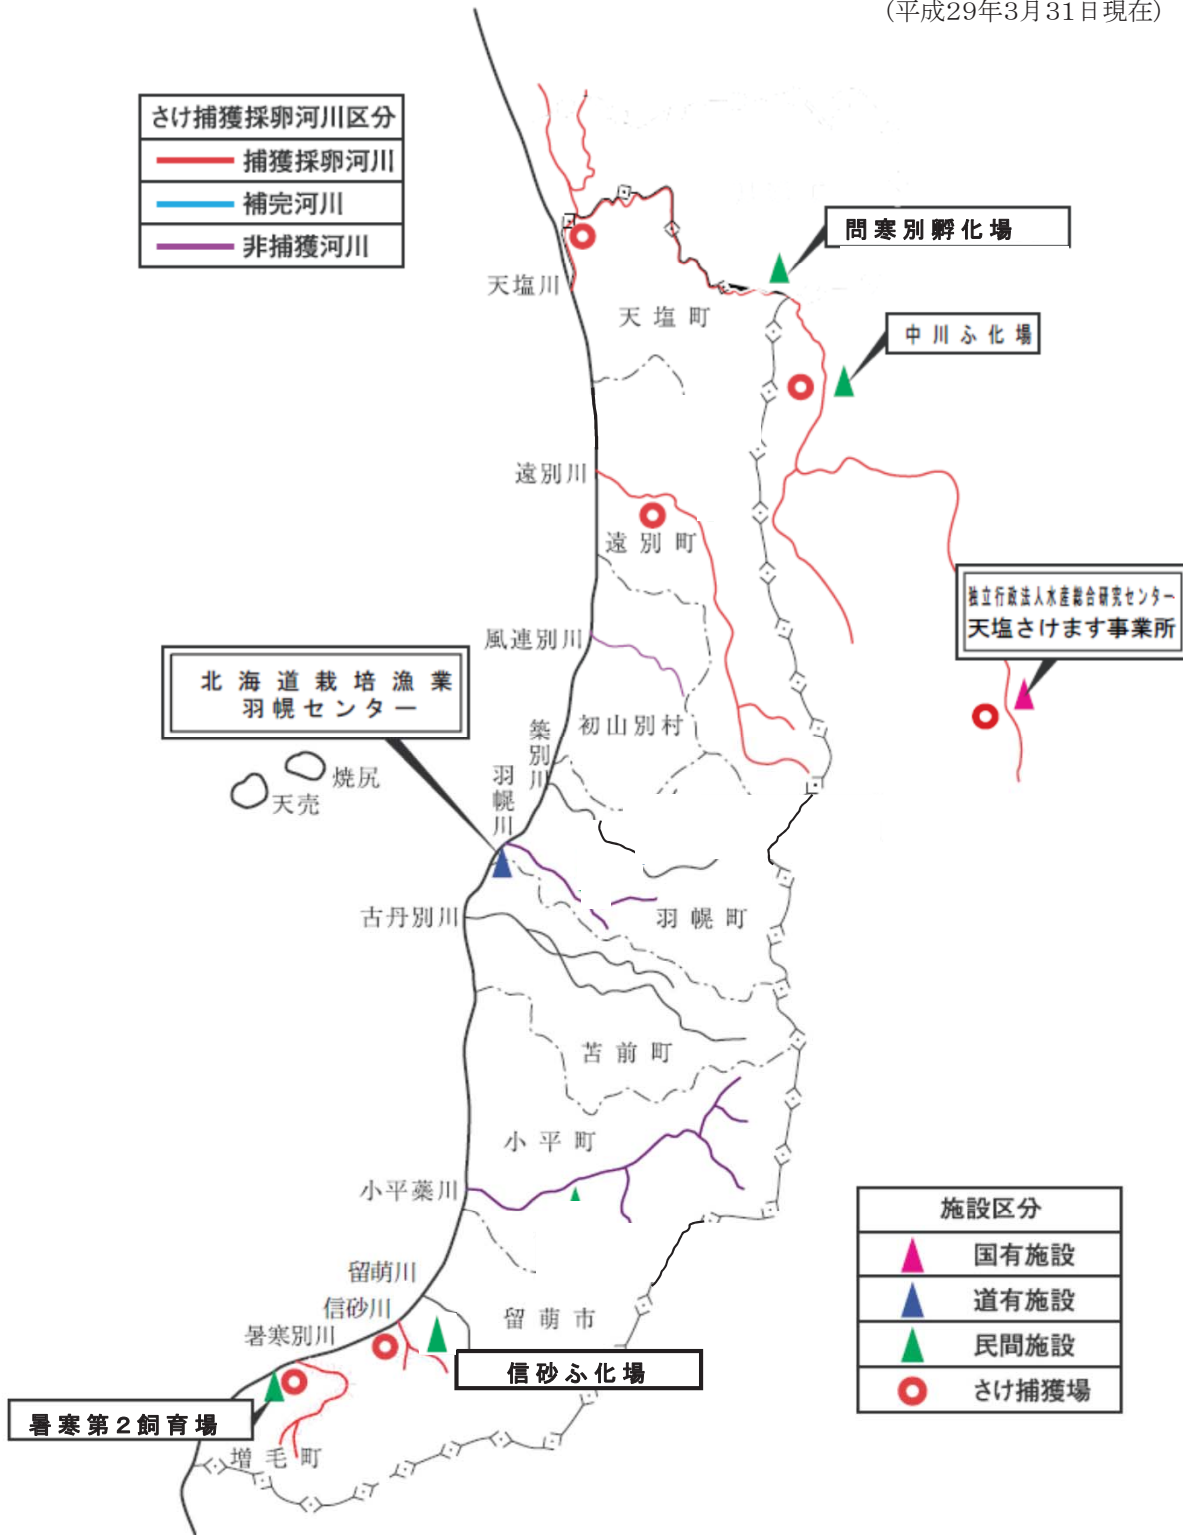 (平成29年3月31日現在)
さけ捕獲採卵河川区分
捕獲採卵河川
補完河川
非捕獲河川
問寒別孵化場
天塩川
天塩町
中川ふ化場
遠別川
遠別町
独立行政法人水産総合研究センター
天塩さけます事業所
風連別川
北海道栽培漁業
羽幌センター
初山別村
築別川
羽幌川
焼尻
天売
古丹別川
羽幌町
苫前町
小平町
小平蘂川
施設区分
国有施設
道有施設
民間施設
さけ捕獲場
留萌川
信砂川
留萌市
暑寒別川
信砂ふ化場
暑寒第2飼育場
増毛町